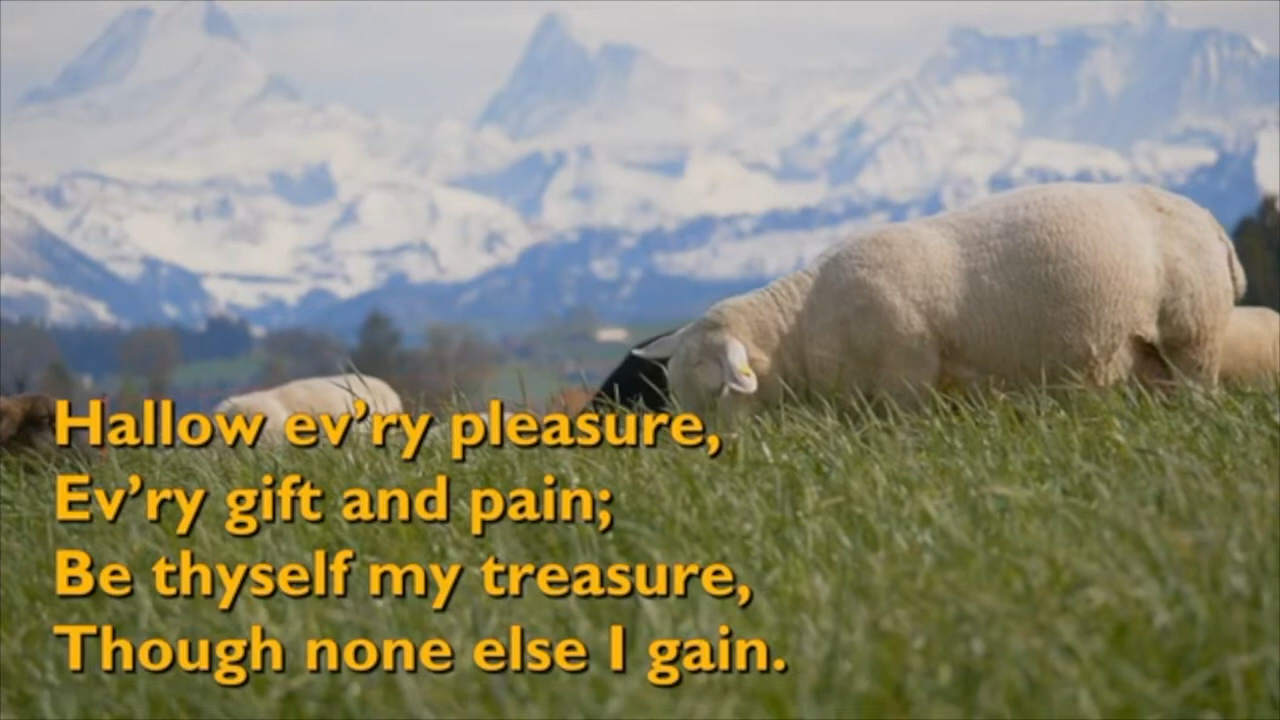 Hallow ev’ry pleasure,
Ev’ry gift and pain;
Be thyself my treasure,
Though none else I gain.